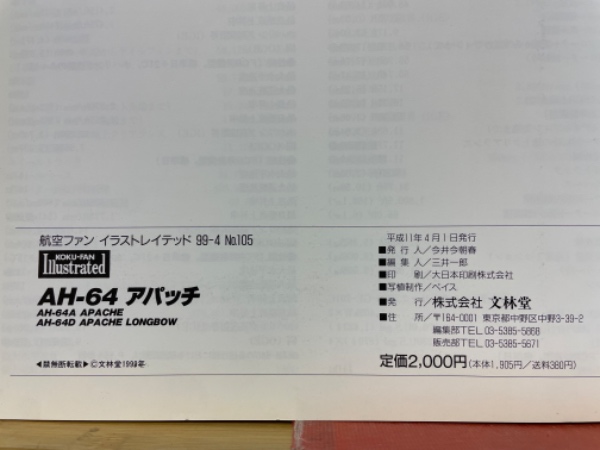 航空ファン イラストレイテッド 99-4 No.105
KOKU-FAN
Illustrated
AH-64 アパッチ
AH-64A APACHE
AH-64D APACHE LONGBOW
◀禁無断転載▶©文林堂1999年
平成11年4月1日発行
■発 行 人／今井今朝春
■編 集 人／三井一郎
■印 刷／大日本印刷株式会社
■写植制作／ベイス
■発 行／株式会社 文林堂
■住 所／〒164-0001 東京都中野区中野3-39-2
編集部TEL.03-5385-5868
販売部TEL.03-5385-5671
定価2,000円(本体1,905円／送料380円)